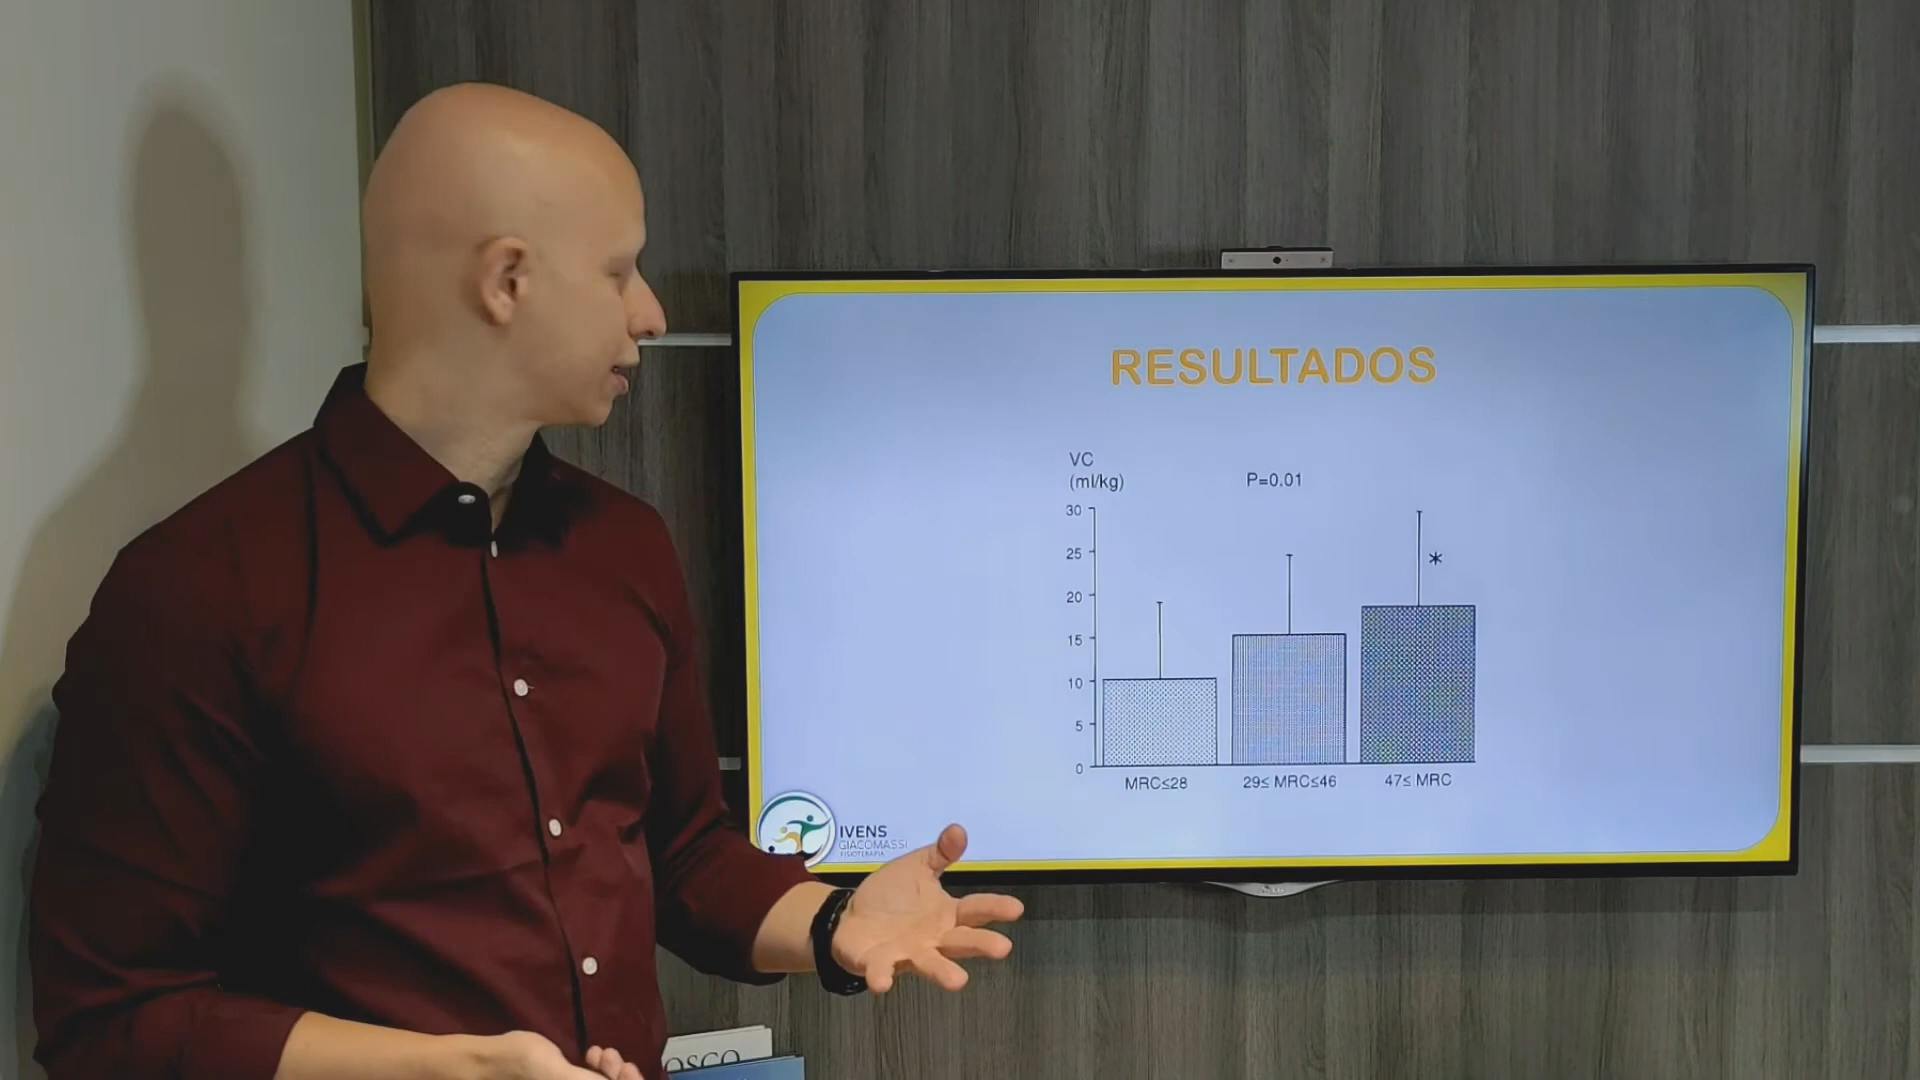 RESULTADOS
VC
(ml/kg)
P=0.01
30
25
20
15
10
5
0
*
MRC≤28
29≤ MRC≤46
47≤ MRC
IVENS
GIACOMASSI
FISIOTERAPIA
OSCO